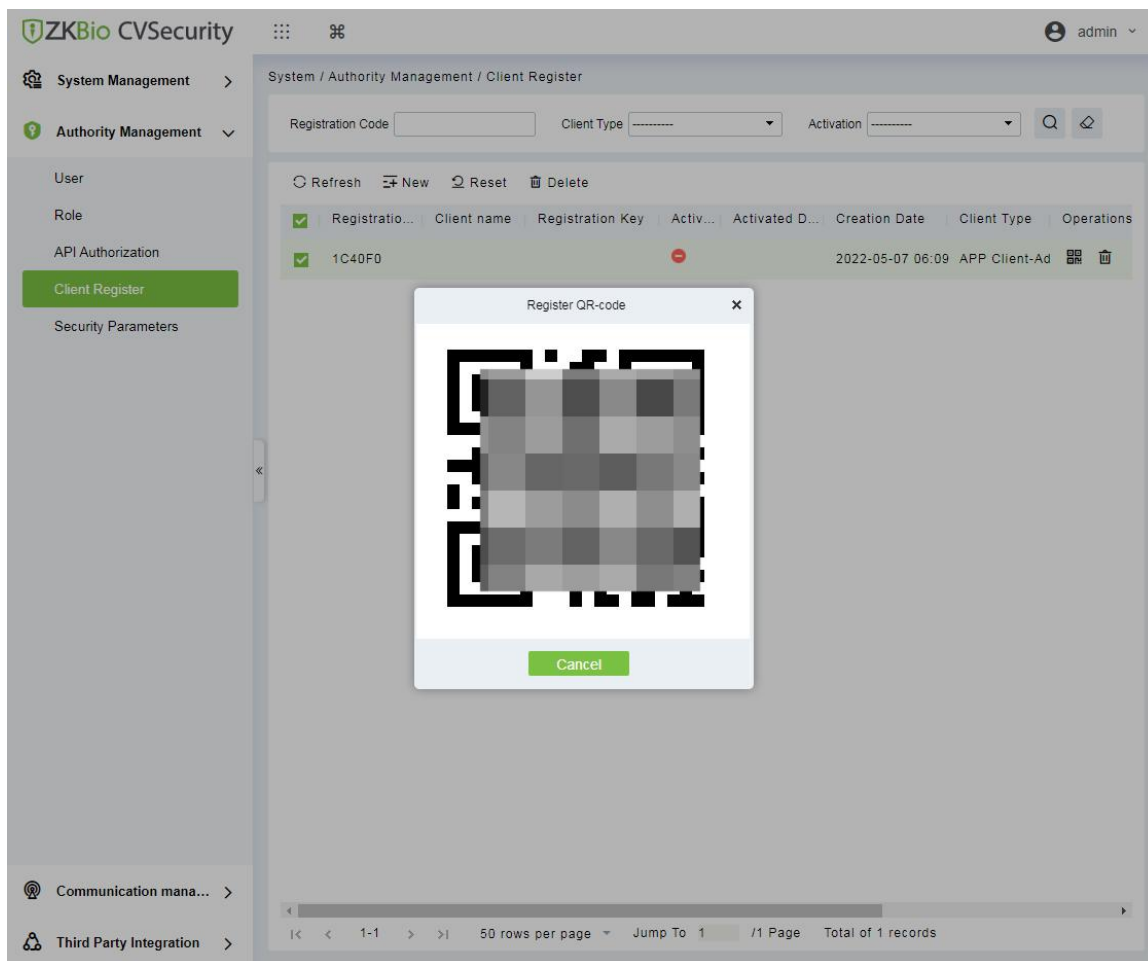 ZKBio CVSecurity
admin
System Management
System / Authority Management / Client Register
Authority Management
Registration Code
Client Type ----------
Activation ----------
User
Role
API Authorization
Client Register
Security Parameters
Refresh New Reset Delete
Registratio... Client name Registration Key Activ... Activated D... Creation Date Client Type Operations
1C40F0 2022-05-07 06:09 APP Client-Ad
Register QR-code
Cancel
Communication mana...
Third Party Integration
1-1 50 rows per page Jump To 1 /1 Page Total of 1 records